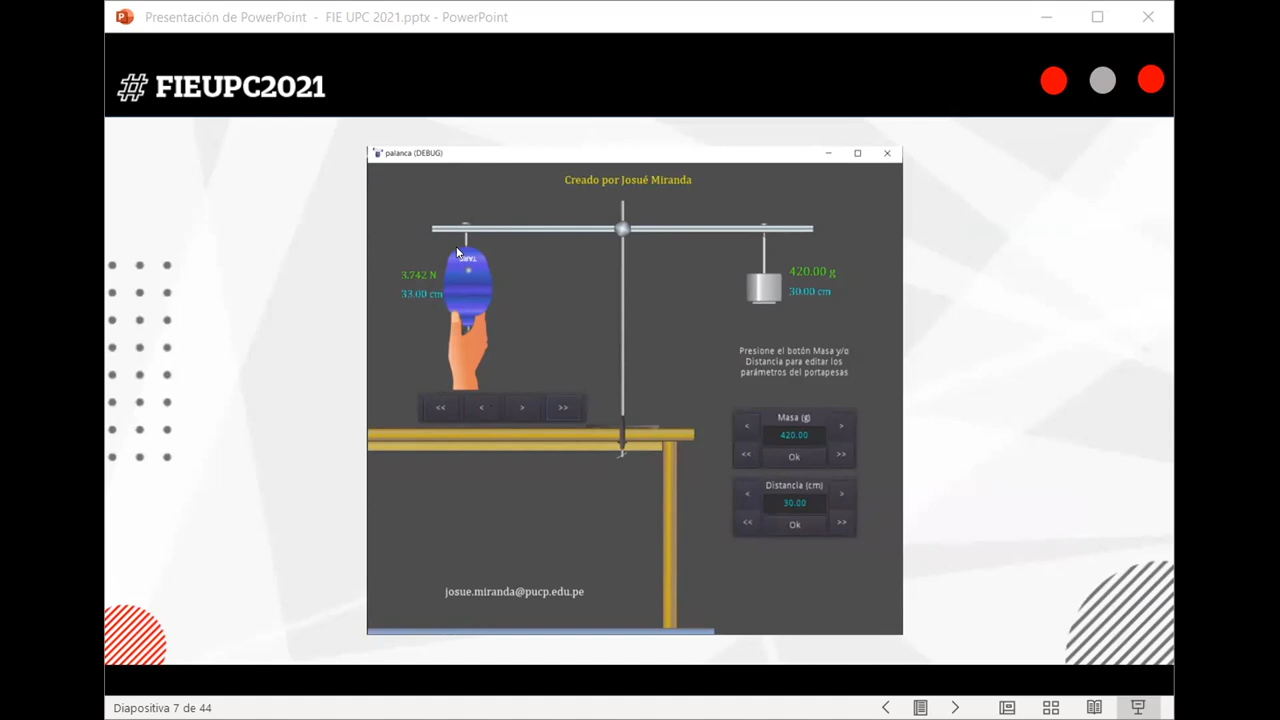 Presentación de PowerPoint - FIE UPC 2021.pptx - PowerPoint
# FIEUPC2021
palanca (DEBUG)
Creado por Josué Miranda
3.742 N
33.00 cm
TARE
420.00 g
30.00 cm
Presione el botón Masa y/o
Distancia para editar los
parámetros del portapesas
<< < > >>
Masa (g)
< 420.00 >
<< Ok >>
Distancia (cm)
< 30.00 >
<< Ok >>
josue.miranda@pucp.edu.pe
Diapositiva 7 de 44